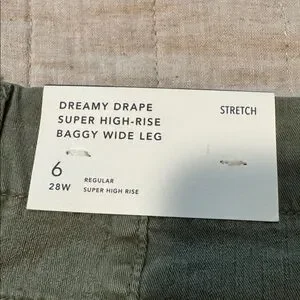 DREAMY DRAPE STRETCH
SUPER HIGH-RISE
BAGGY WIDE LEG
6 REGULAR
28W SUPER HIGH RISE